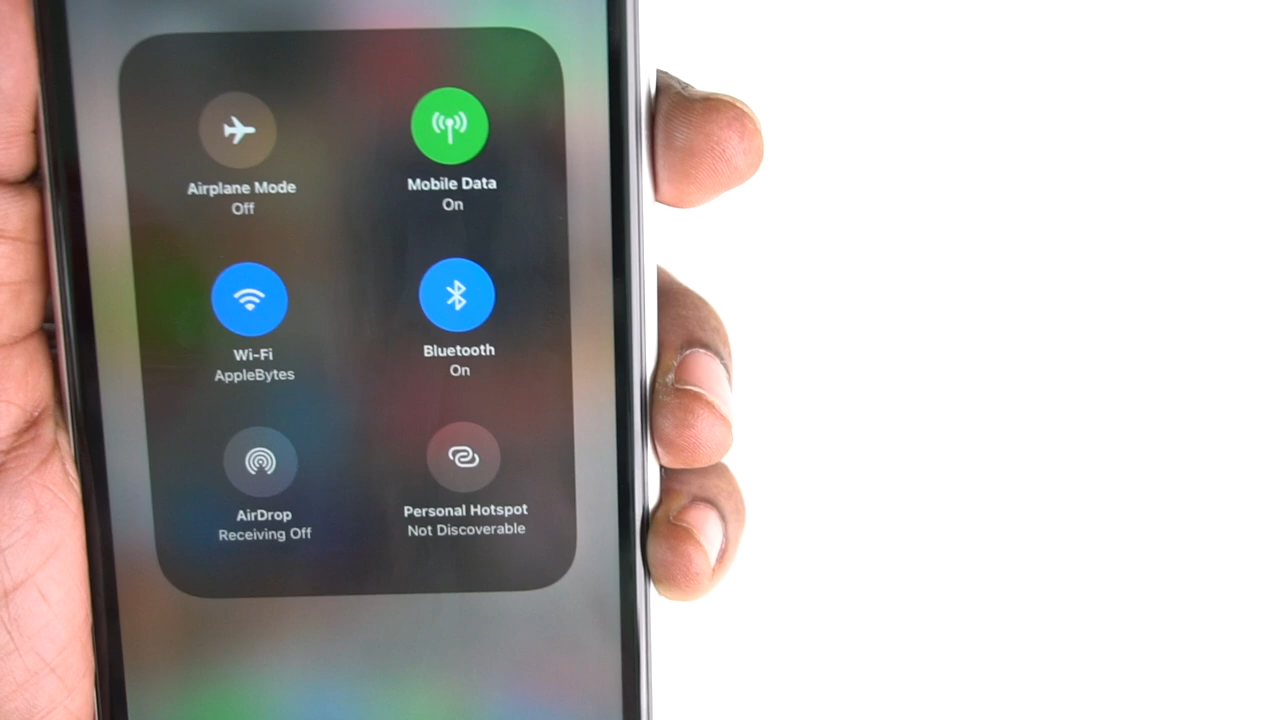 Airplane Mode
Off
Mobile Data
On
Wi-Fi
AppleBytes
Bluetooth
On
AirDrop
Receiving Off
Personal Hotspot
Not Discoverable